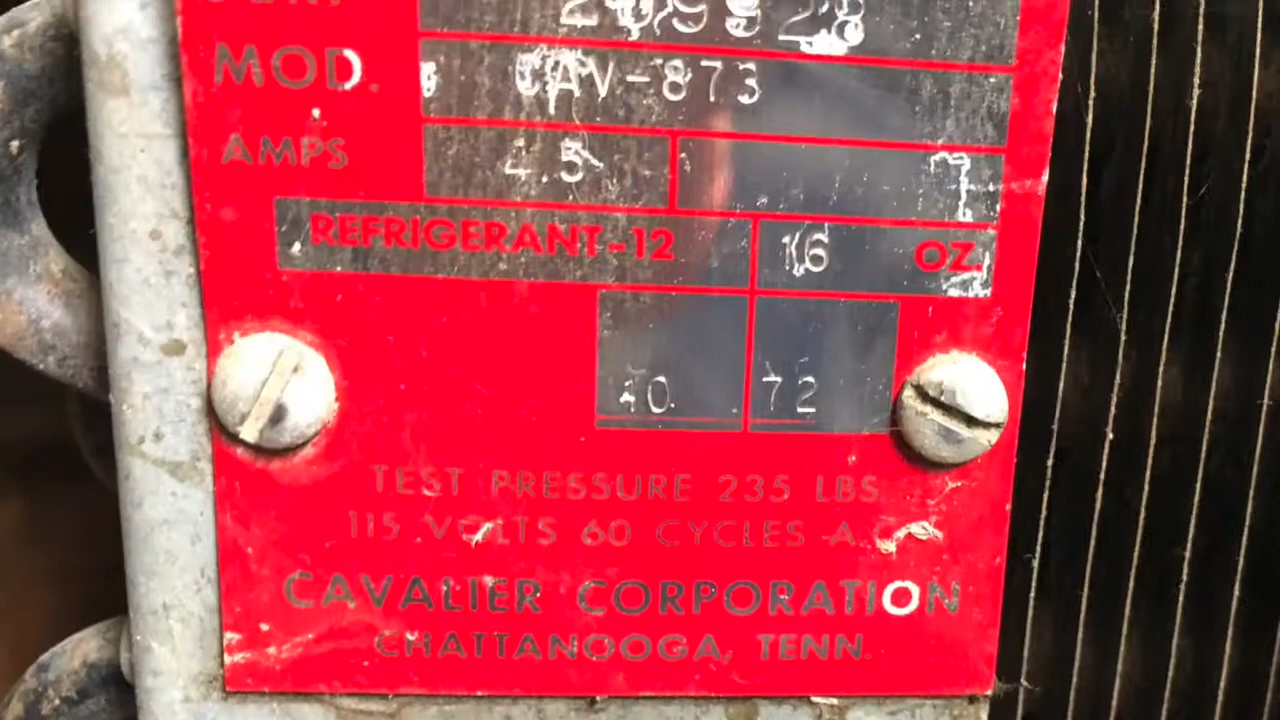 MOD. CAV-873
AMPS 4.5
REFRIGERANT-12 16 OZ.
72
TEST PRESSURE 235 LBS
115 VOLTS 60 CYCLES A.C.
CAVALIER CORPORATION
CHATTANOOGA, TENN.